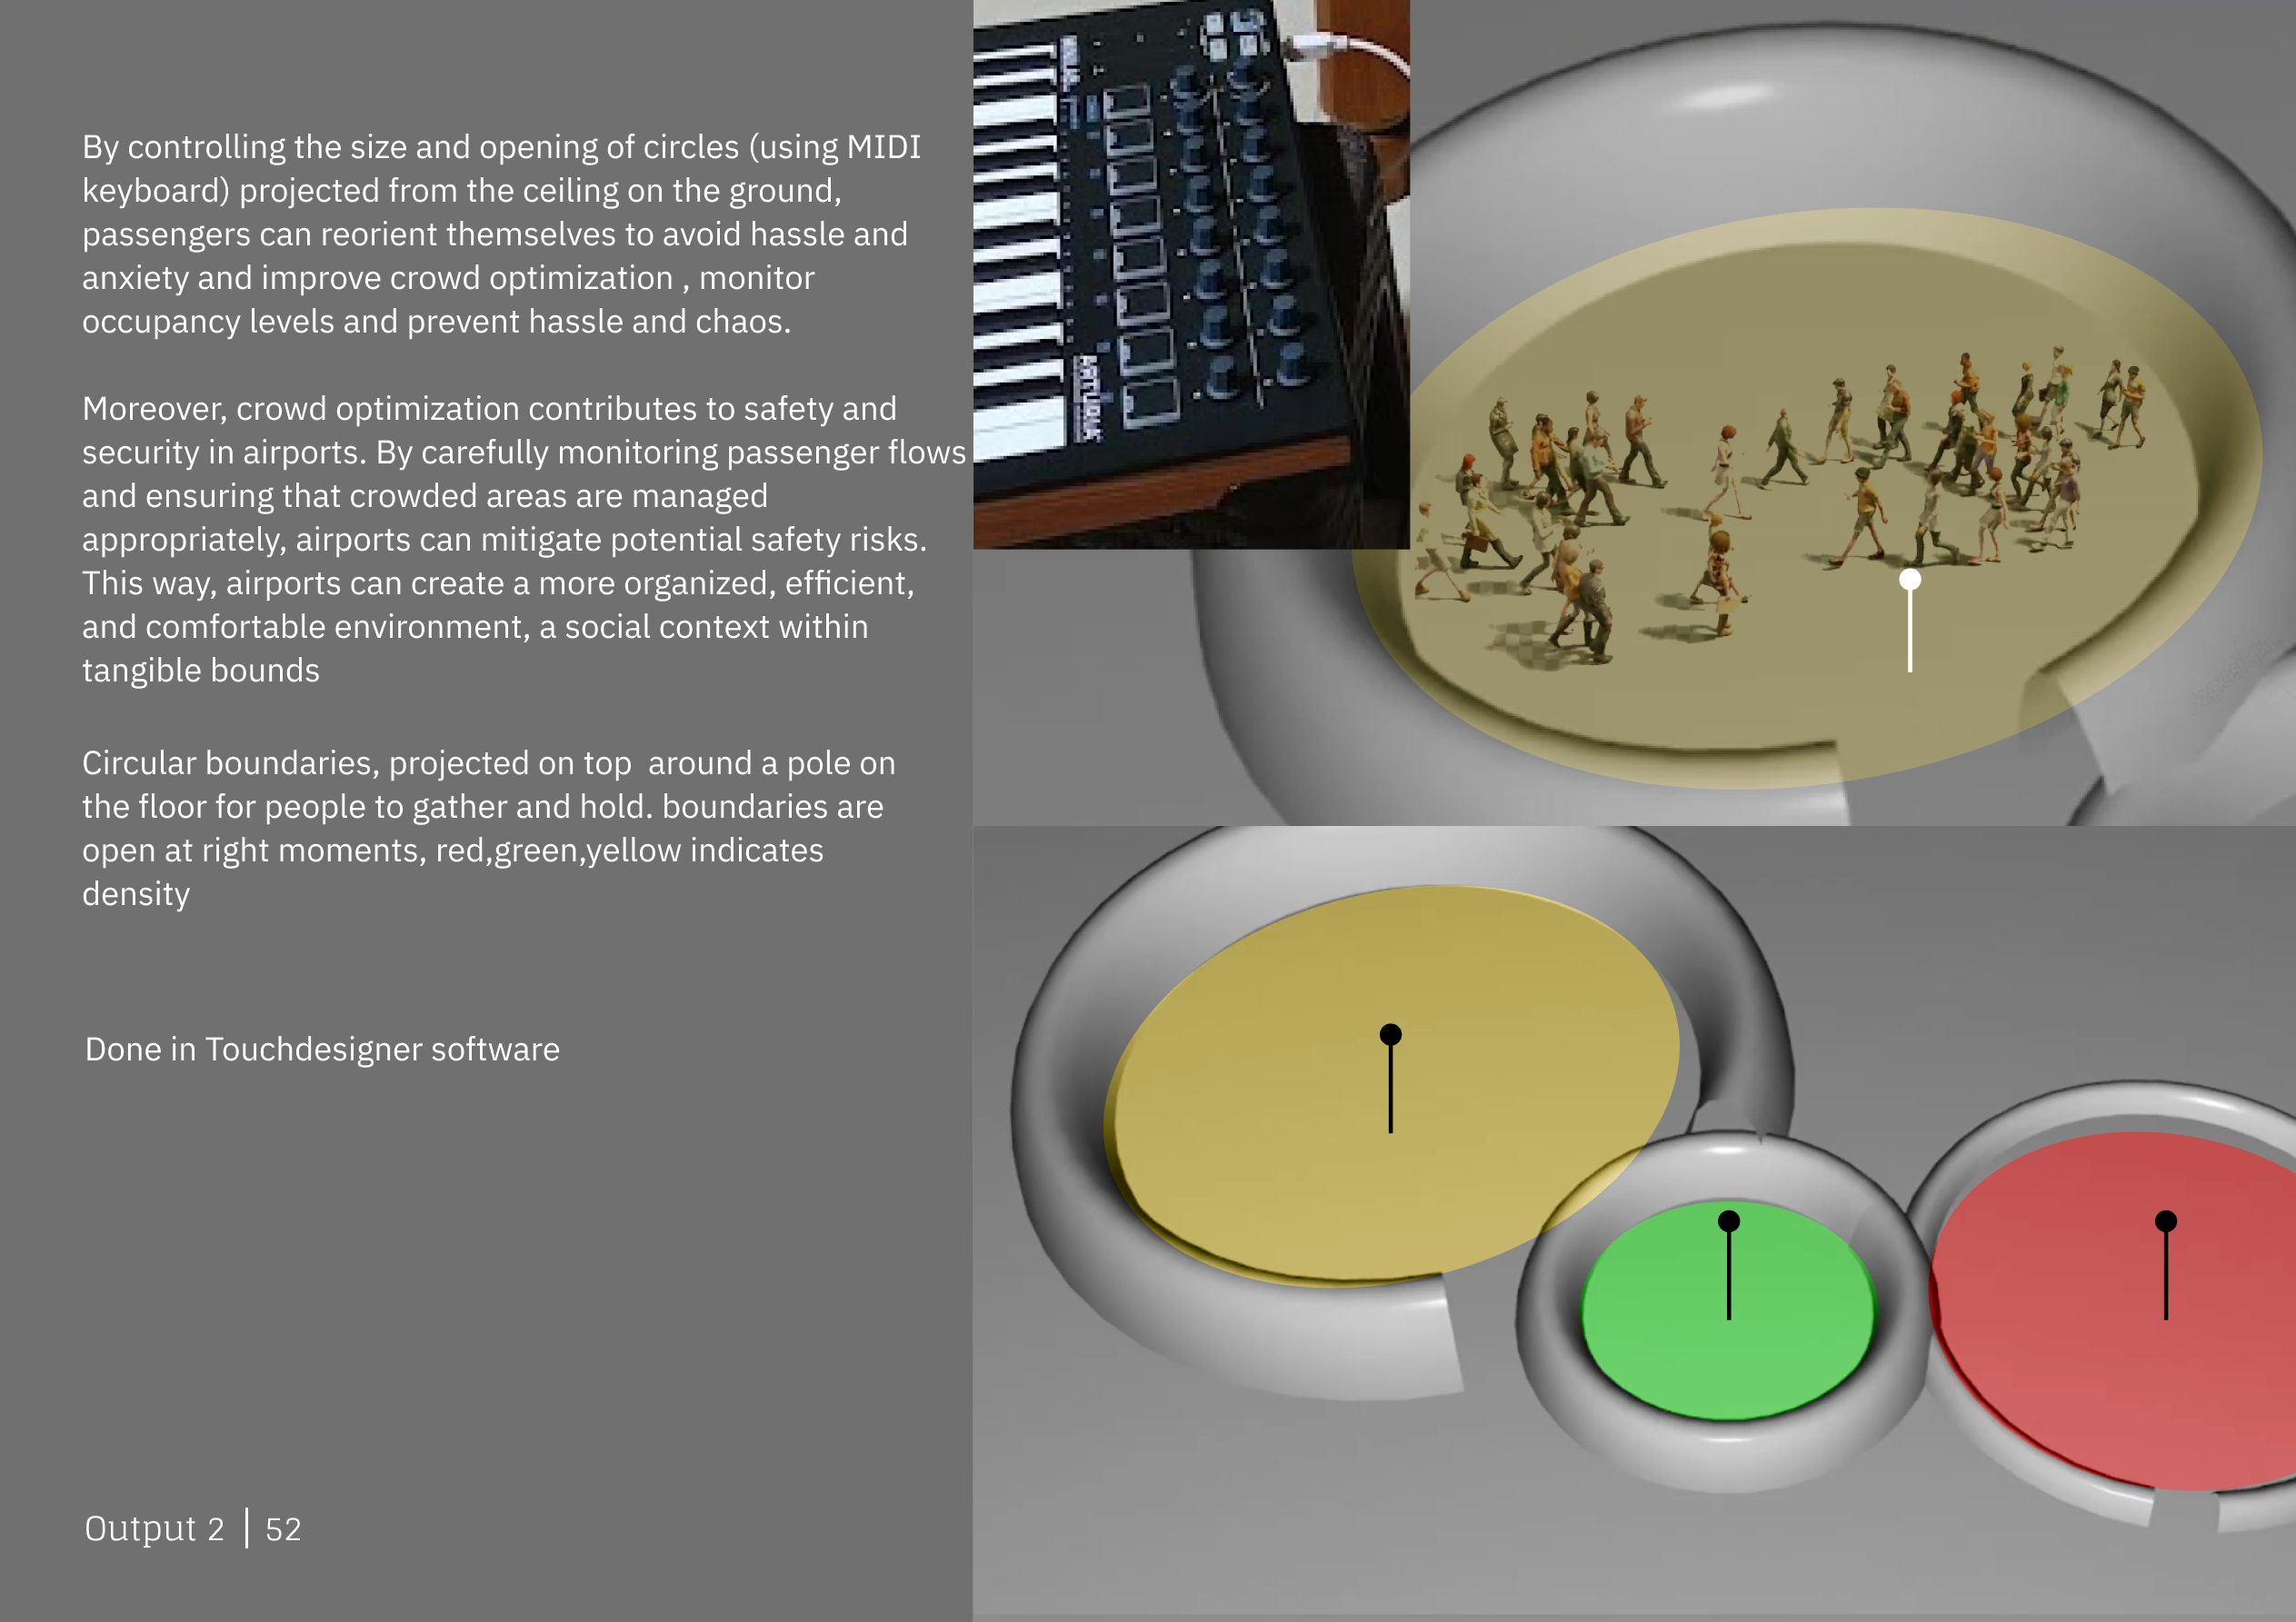 By controlling the size and opening of circles (using MIDI
keyboard) projected from the ceiling on the ground,
passengers can reorient themselves to avoid hassle and
anxiety and improve crowd optimization , monitor
occupancy levels and prevent hassle and chaos.
Moreover, crowd optimization contributes to safety and
security in airports. By carefully monitoring passenger flows
and ensuring that crowded areas are managed
appropriately, airports can mitigate potential safety risks.
This way, airports can create a more organized, efficient,
and comfortable environment, a social context within
tangible bounds
Circular boundaries, projected on top  around a pole on
the floor for people to gather and hold. boundaries are
open at right moments, red,green,yellow indicates
density
Done in Touchdesigner software
Output 2 | 52
ARTURIA